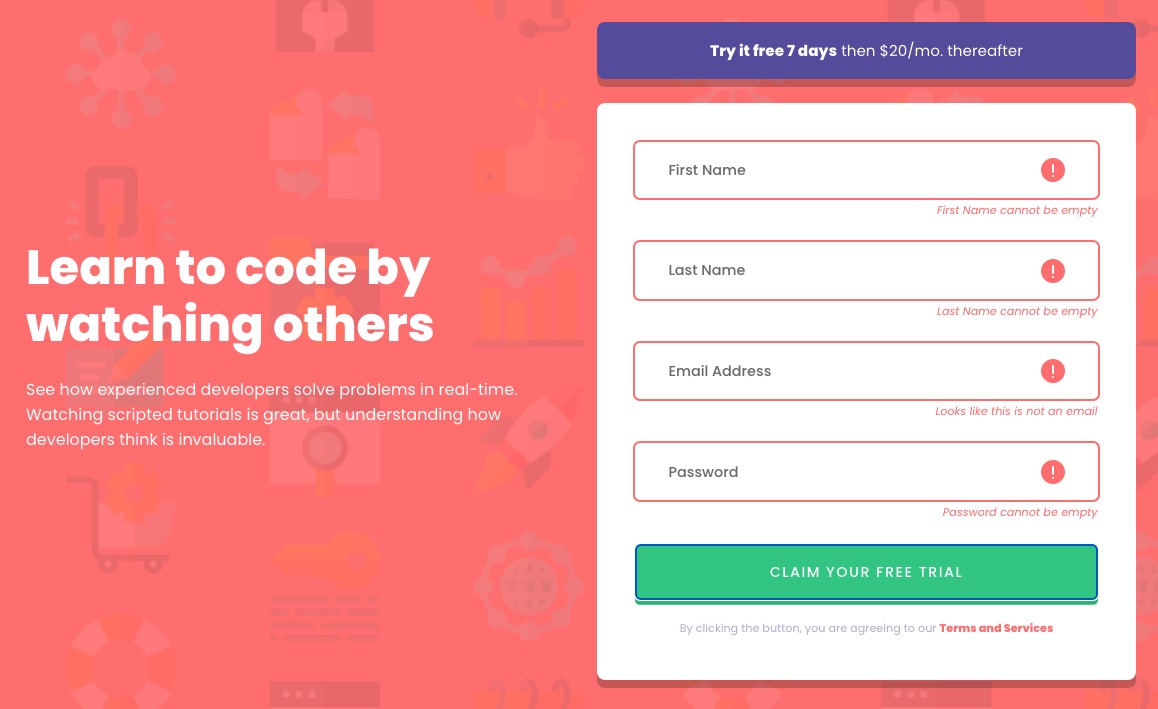 Learn to code by
watching others
See how experienced developers solve problems in real-time.
Watching scripted tutorials is great, but understanding how
developers think is invaluable.
Try it free 7 days then $20/mo. thereafter
First Name
First Name cannot be empty
Last Name
Last Name cannot be empty
Email Address
Looks like this is not an email
Password
Password cannot be empty
CLAIM YOUR FREE TRIAL
By clicking the button, you are agreeing to our Terms and Services